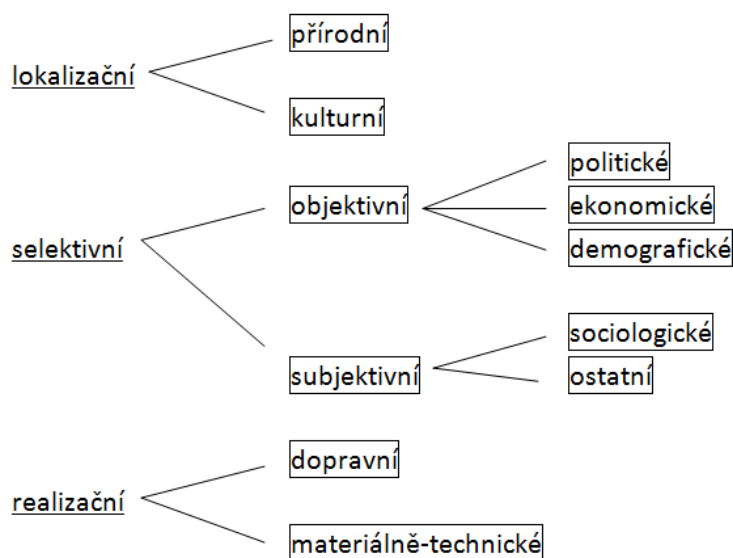 lokalizační
přírodní
kulturní
selektivní
objektivní
politické
ekonomické
demografické
subjektivní
sociologické
ostatní
realizační
dopravní
materiálně-technické